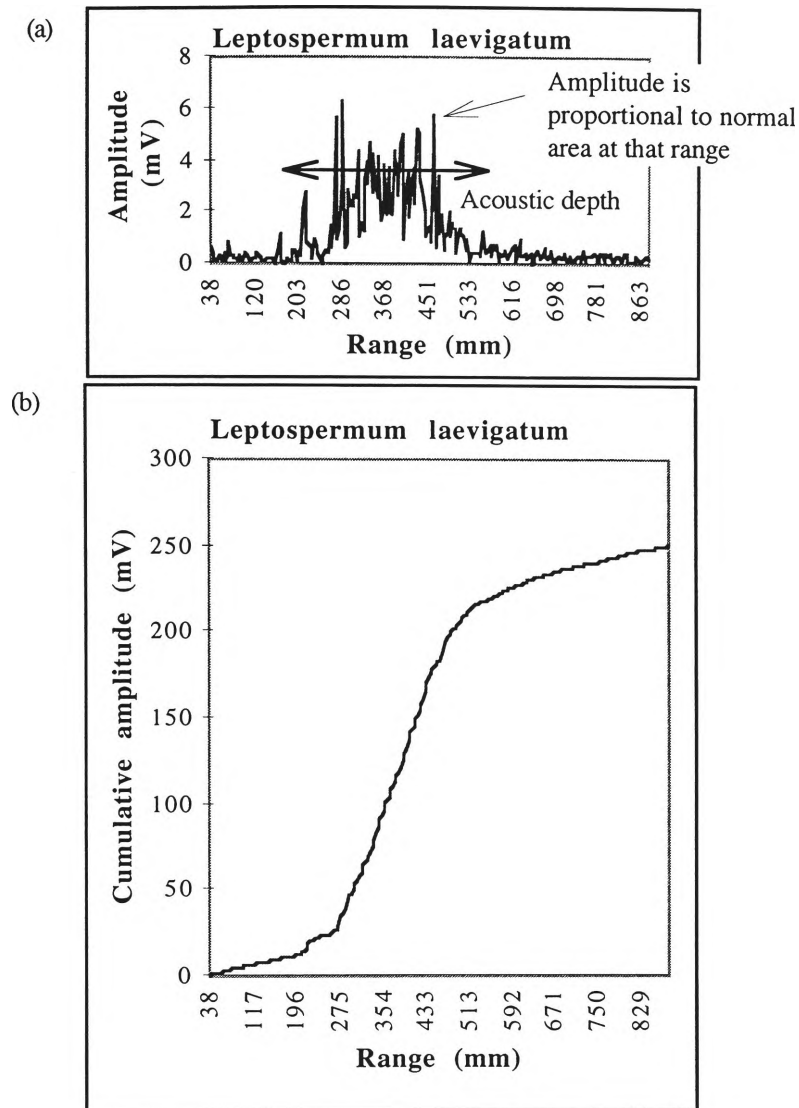 (a)
Leptospermum laevigatum
Amplitude (mV)
8
6
4
2
0
Amplitude is
proportional to normal
area at that range
Acoustic depth
38 120 203 286 368 451 533 616 698 781 863
Range (mm)
(b)
Leptospermum laevigatum
Cumulative amplitude (mV)
300
250
200
150
100
50
0
38 117 196 275 354 433 513 592 671 750 829
Range (mm)